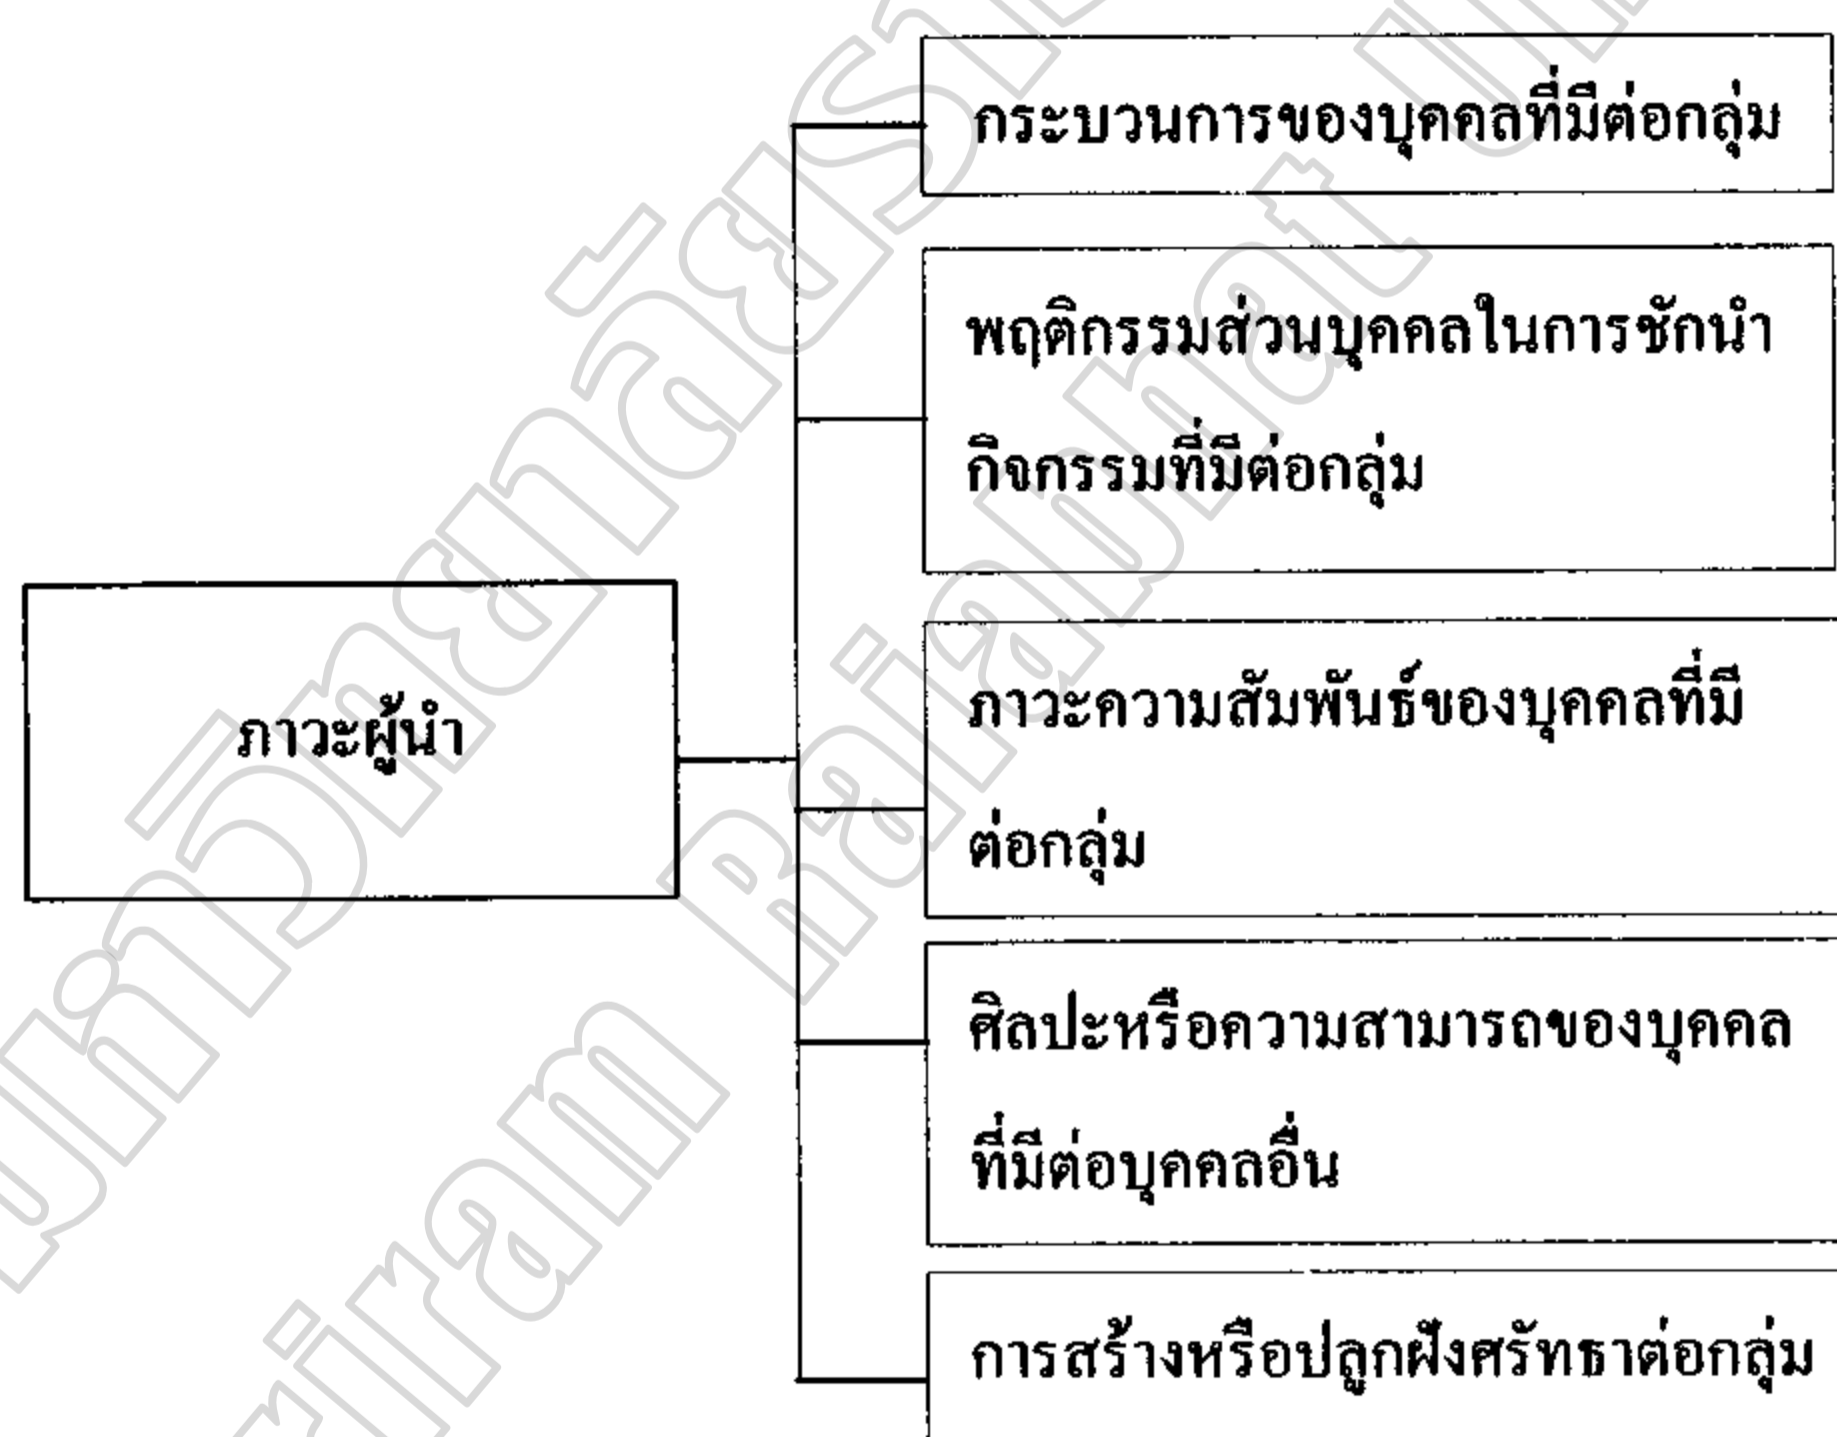 กระบวนการของบุคคลที่มีต่อกลุ่ม
พฤติกรรมส่วนบุคคลในการชักนำ
กิจกรรมที่มีต่อกลุ่ม
ภาวะผู้นำ
ภาวะความสัมพันธ์ของบุคคลที่มี
ต่อกลุ่ม
ศิลปะหรือความสามารถของบุคคล
ที่มีต่อบุคคลอื่น
การสร้างหรือปลูกฝังศรัทธาต่อกลุ่ม
Rajabhat